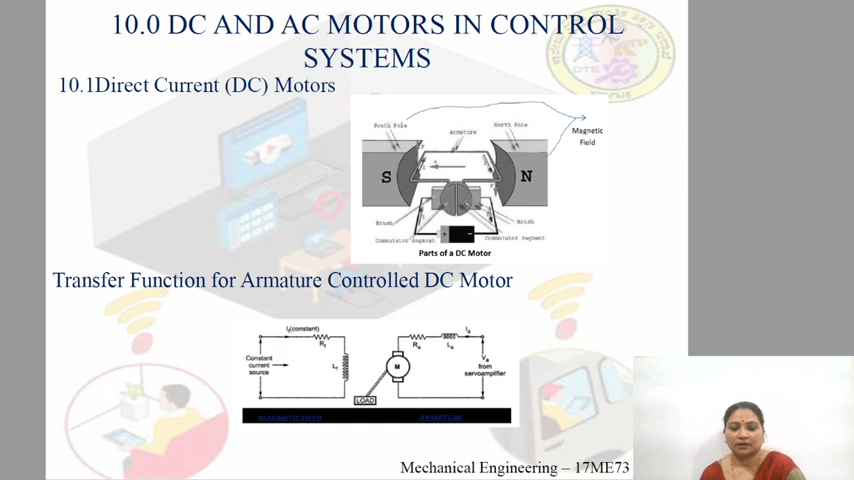 10.0 DC AND AC MOTORS IN CONTROL
SYSTEMS
10.1Direct Current (DC) Motors
South Pole
Armature
North Pole
Magnetic
Field
S
N
Brush
Brush
Commutator Segment
Commutator Segment
Parts of a DC Motor
Transfer Function for Armature Controlled DC Motor
If(constant)
Rf
Lf
Constant
current
source
Ra
La
Ia
M
Va
from
servoamplifier
LOAD
MAGNETIC FIELD
ARMATURE
DTE
Mechanical Engineering – 17ME73